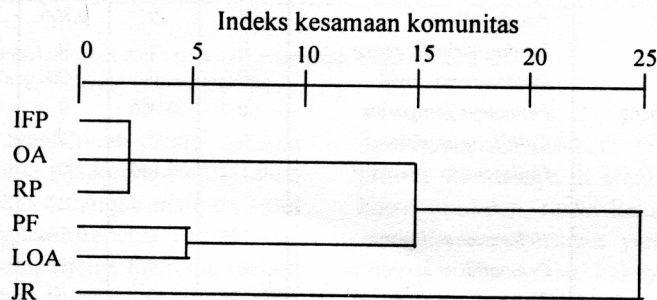 Indeks kesamaan komunitas
0 5 10 15 20 25
IFP
OA
RP
PF
LOA
JR